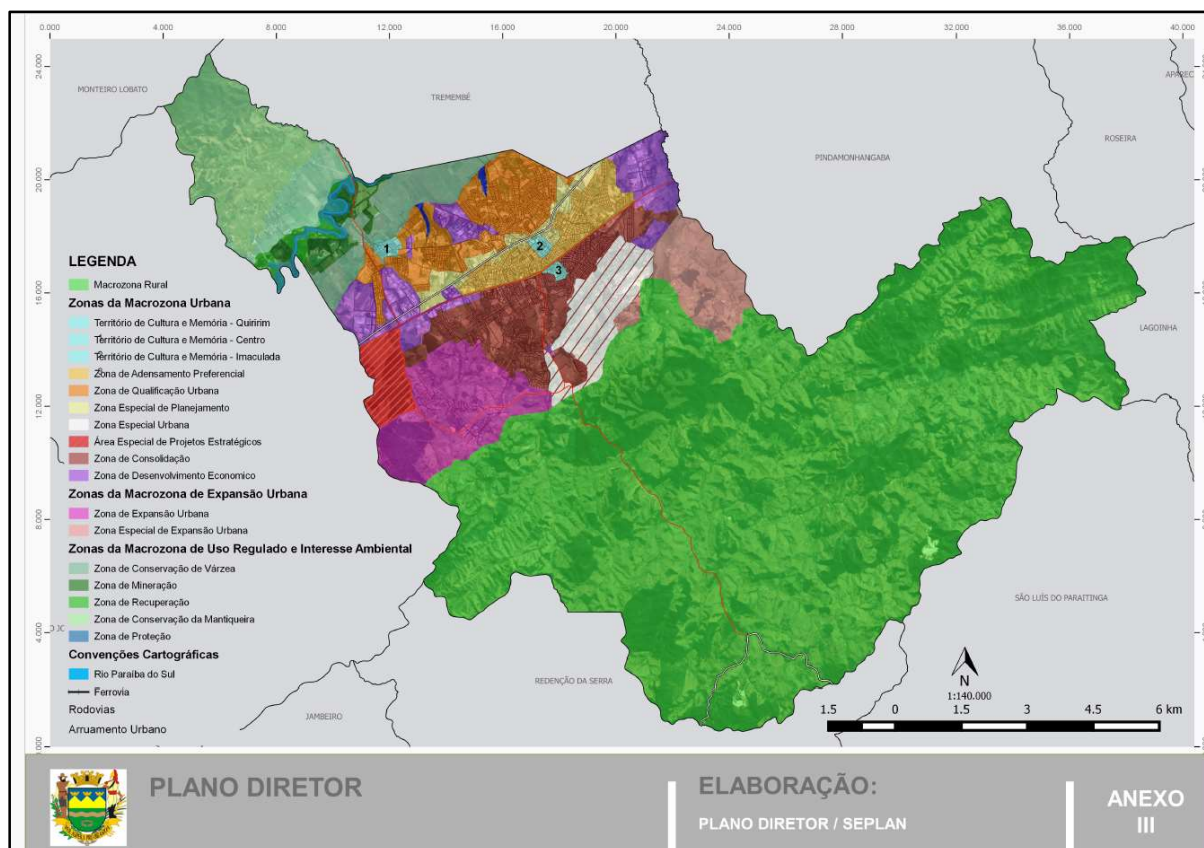 0.000 4.000 8.000 12.000 16.000 20.000 24.000 28.000 32.000 36.000 40.000
24.000
20.000
16.000
12.000
8.000
4.000
MONTEIRO LOBATO
TREMEMBÉ
PINDAMONHANGABA
ROSEIRA
LAGOINHA
SÃO LUÍS DO PARAITINGA
REDENÇÃO DA SERRA
JAMBEIRO
1
2
3
LEGENDA
Macrozona Rural
Zonas da Macrozona Urbana
Território de Cultura e Memória - Quiririm
Território de Cultura e Memória - Centro
Território de Cultura e Memória - Imaculada
Zona de Adensamento Preferencial
Zona de Qualificação Urbana
Zona Especial de Planejamento
Zona Especial Urbana
Área Especial de Projetos Estratégicos
Zona de Consolidação
Zona de Desenvolvimento Economico
Zonas da Macrozona de Expansão Urbana
Zona de Expansão Urbana
Zona Especial de Expansão Urbana
Zonas da Macrozona de Uso Regulado e Interesse Ambiental
Zona de Conservação de Várzea
Zona de Mineração
Zona de Recuperação
Zona de Conservação da Mantiqueira
Zona de Proteção
Convenções Cartográficas
Rio Paraíba do Sul
Ferrovia
Rodovias
Arruamento Urbano
N
1:140.000
1.5 0 1.5 3 4.5 6 km
PLANO DIRETOR
ELABORAÇÃO:
PLANO DIRETOR / SEPLAN
ANEXO
III